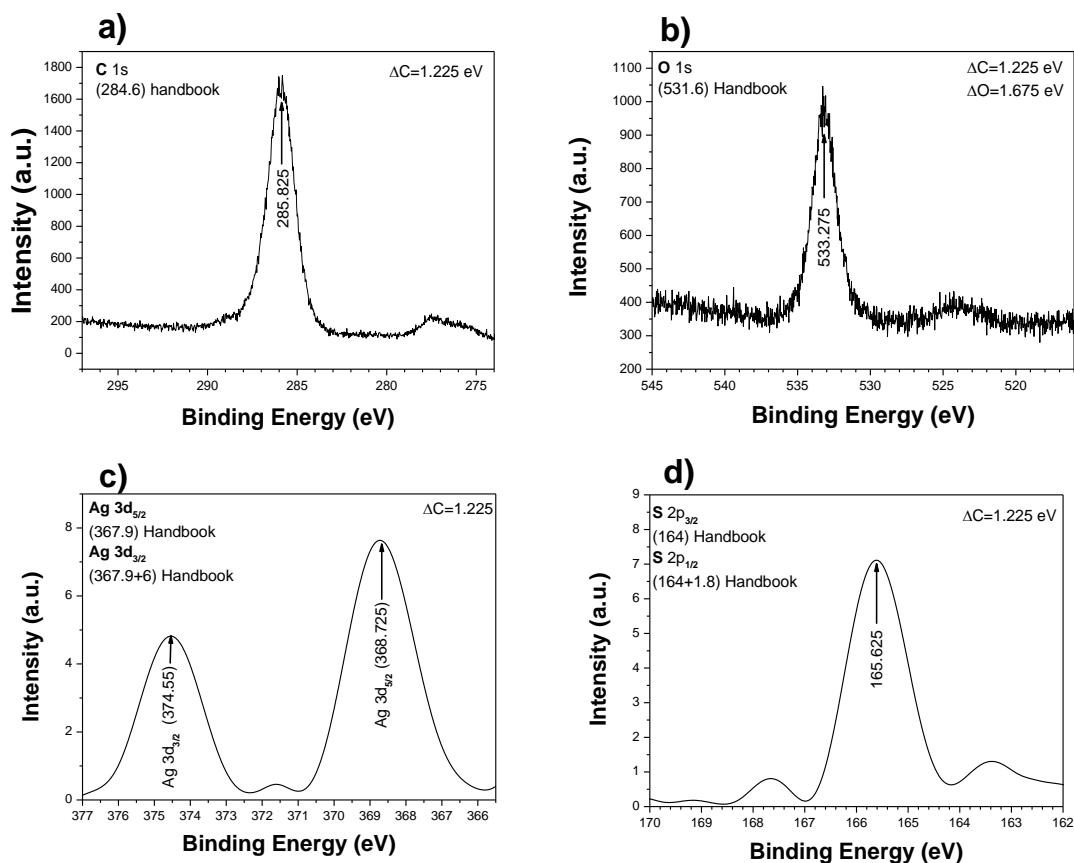 a)
C 1s
(284.6) handbook
ΔC=1.225 eV
285.825
1800
1600
1400
1200
1000
800
600
400
200
0
295
290
285
280
275
Intensity (a.u.)
Binding Energy (eV)
b)
O 1s
(531.6) Handbook
ΔC=1.225 eV
ΔO=1.675 eV
533.275
1100
1000
900
800
700
600
500
400
300
200
545
540
535
530
525
520
Intensity (a.u.)
Binding Energy (eV)
c)
Ag 3d5/2
(367.9) Handbook
Ag 3d3/2
(367.9+6) Handbook
ΔC=1.225
Ag 3d3/2 (374.55)
Ag 3d5/2 (368.725)
8
6
4
2
0
377
376
375
374
373
372
371
370
369
368
367
366
Intensity (a.u.)
Binding Energy (eV)
d)
S 2p3/2
(164) Handbook
S 2p1/2
(164+1.8) Handbook
ΔC=1.225 eV
165.625
10
9
8
7
6
5
4
3
2
1
0
170
169
168
167
166
165
164
163
162
Intensity (a.u.)
Binding Energy (eV)